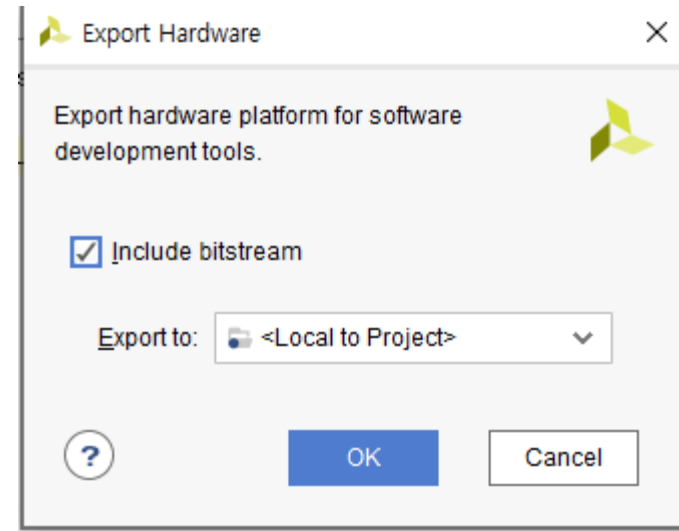 Export Hardware
Export hardware platform for software
development tools.
Include bitstream
Export to: <Local to Project>
? OK Cancel